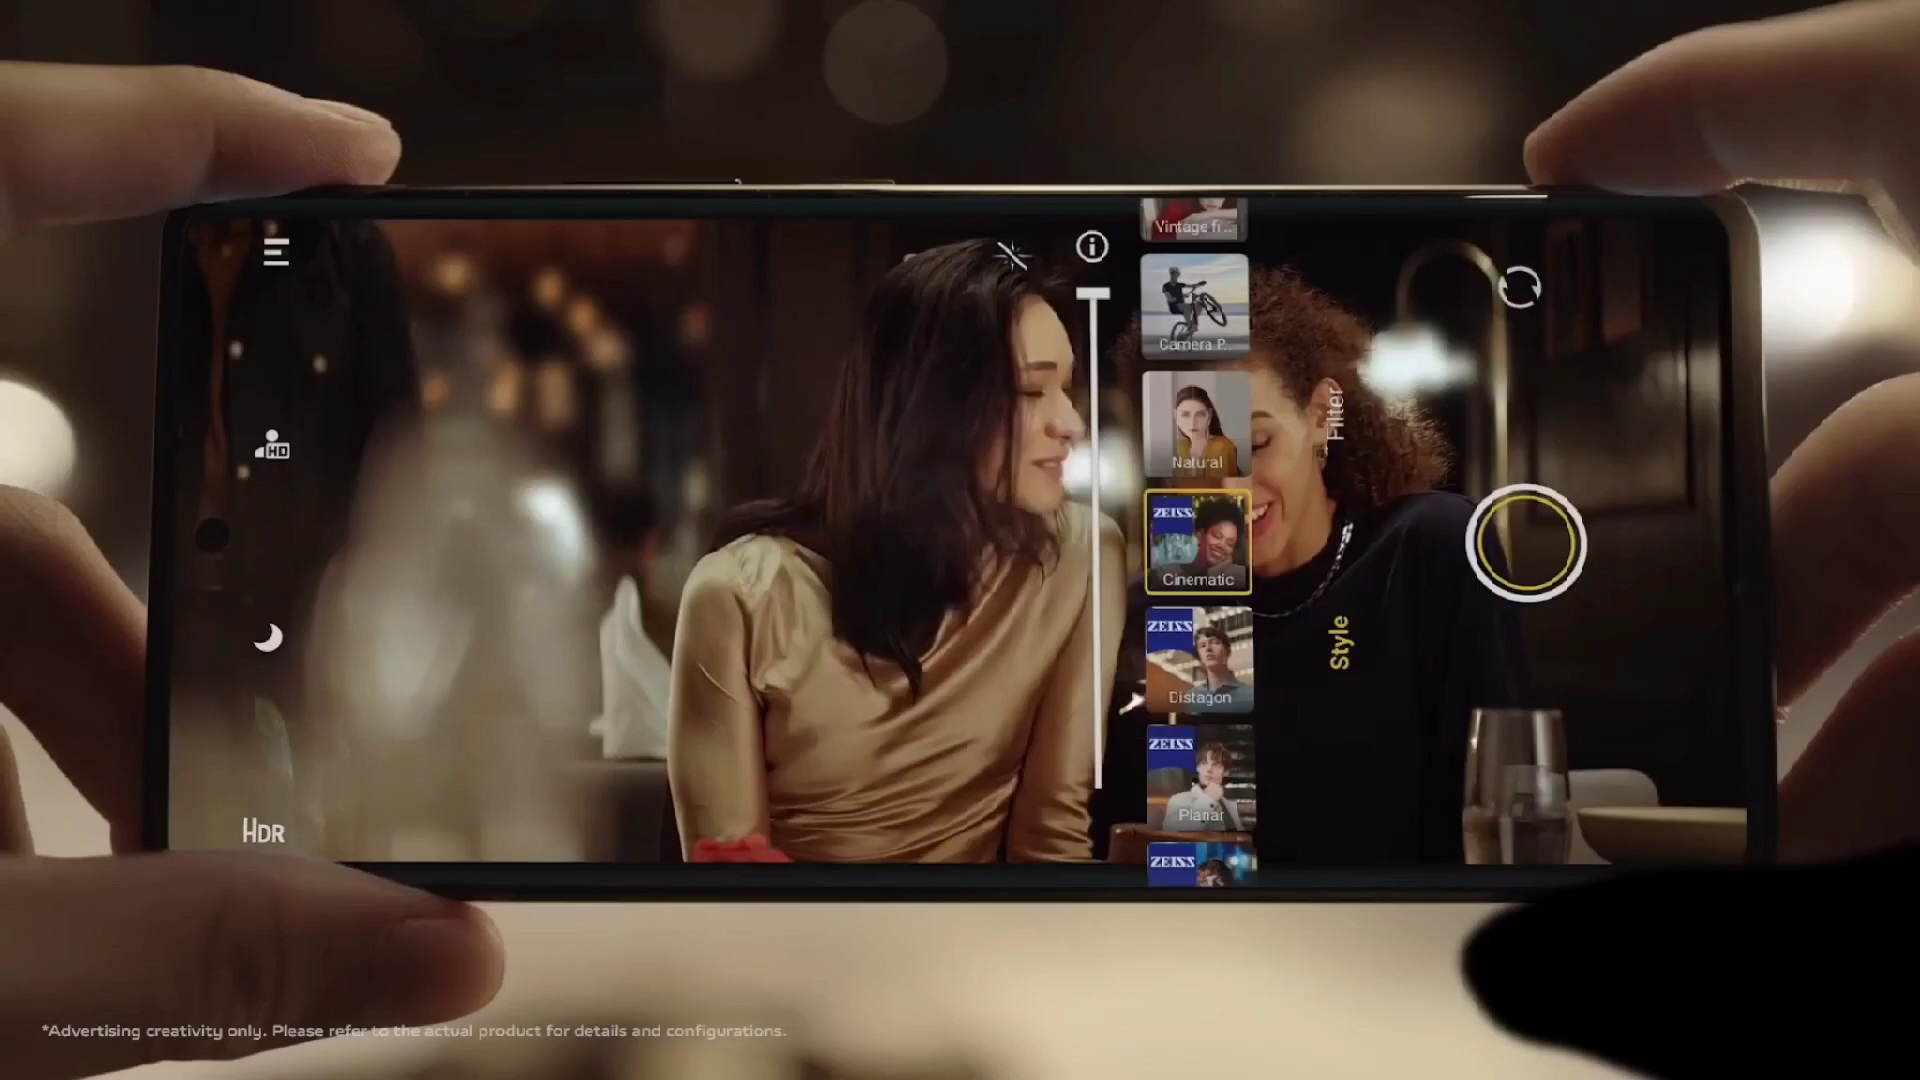 Vintage fi...
Camera P...
HD
Natural
Filter
ZEISS
Cinematic
Style
ZEISS
Distagon
ZEISS
Planar
HDR
ZEISS
*Advertising creativity only. Please refer to the actual product for details and configurations.